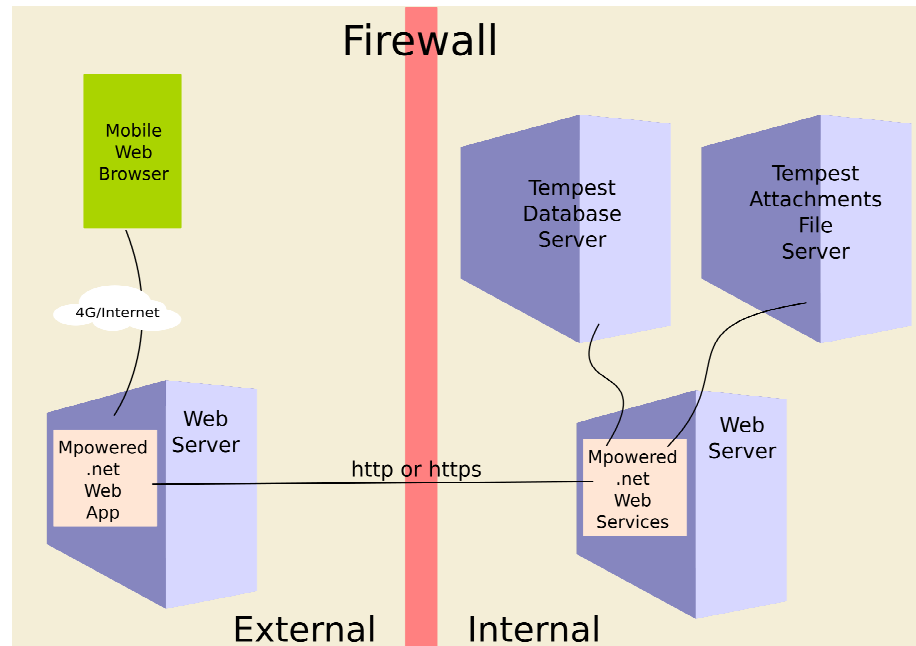 Firewall
Mobile
Web
Browser
4G/Internet
Web
Server
Mpowered
.net
Web
App
http or https
Tempest
Database
Server
Tempest
Attachments
File
Server
Web
Server
Mpowered
.net
Web
Services
External
Internal